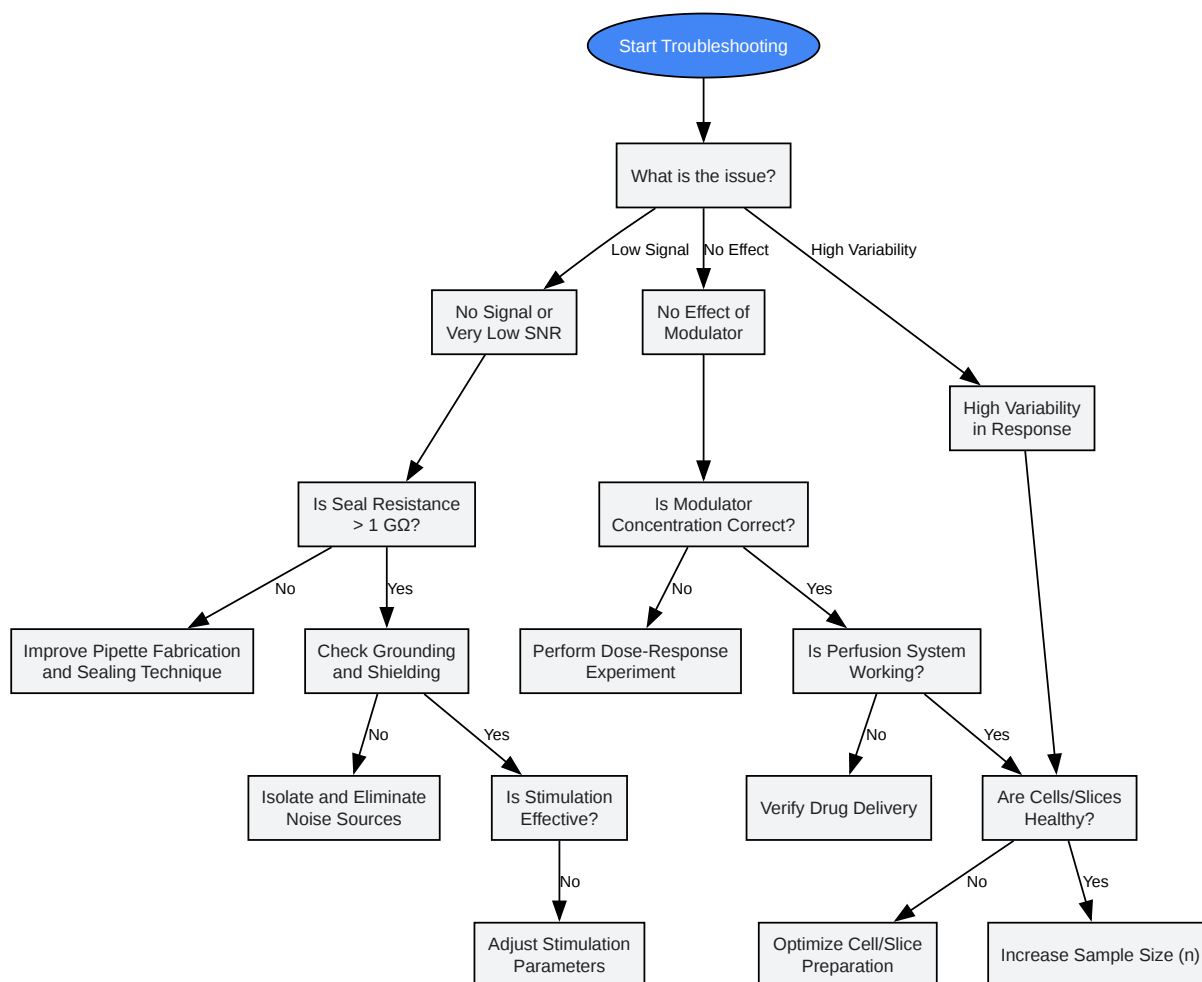 Start Troubleshooting
What is the issue?
Low Signal
No Effect
High Variability
No Signal or
Very Low SNR
No Effect of
Modulator
High Variability
in Response
Is Seal Resistance
> 1 GΩ?
Is Modulator
Concentration Correct?
No
Yes
No
Yes
Improve Pipette Fabrication
and Sealing Technique
Check Grounding
and Shielding
Perform Dose-Response
Experiment
Is Perfusion System
Working?
No
Yes
No
Yes
Isolate and Eliminate
Noise Sources
Is Stimulation
Effective?
Verify Drug Delivery
Are Cells/Slices
Healthy?
No
No
Yes
Adjust Stimulation
Parameters
Optimize Cell/Slice
Preparation
Increase Sample Size (n)